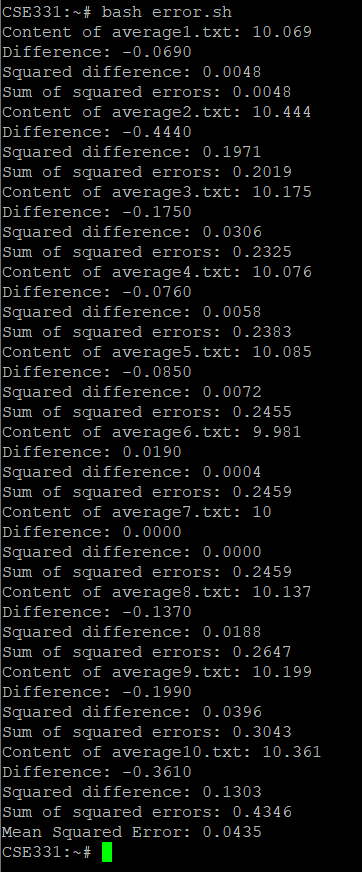 CSE331:~# bash error.sh
Content of average1.txt: 10.069
Difference: -0.0690
Squared difference: 0.0048
Sum of squared errors: 0.0048
Content of average2.txt: 10.444
Difference: -0.4440
Squared difference: 0.1971
Sum of squared errors: 0.2019
Content of average3.txt: 10.175
Difference: -0.1750
Squared difference: 0.0306
Sum of squared errors: 0.2325
Content of average4.txt: 10.076
Difference: -0.0760
Squared difference: 0.0058
Sum of squared errors: 0.2383
Content of average5.txt: 10.085
Difference: -0.0850
Squared difference: 0.0072
Sum of squared errors: 0.2455
Content of average6.txt: 9.981
Difference: 0.0190
Squared difference: 0.0004
Sum of squared errors: 0.2459
Content of average7.txt: 10
Difference: 0.0000
Squared difference: 0.0000
Sum of squared errors: 0.2459
Content of average8.txt: 10.137
Difference: -0.1370
Squared difference: 0.0188
Sum of squared errors: 0.2647
Content of average9.txt: 10.199
Difference: -0.1990
Squared difference: 0.0396
Sum of squared errors: 0.3043
Content of average10.txt: 10.361
Difference: -0.3610
Squared difference: 0.1303
Sum of squared errors: 0.4346
Mean Squared Error: 0.0435
CSE331:~#